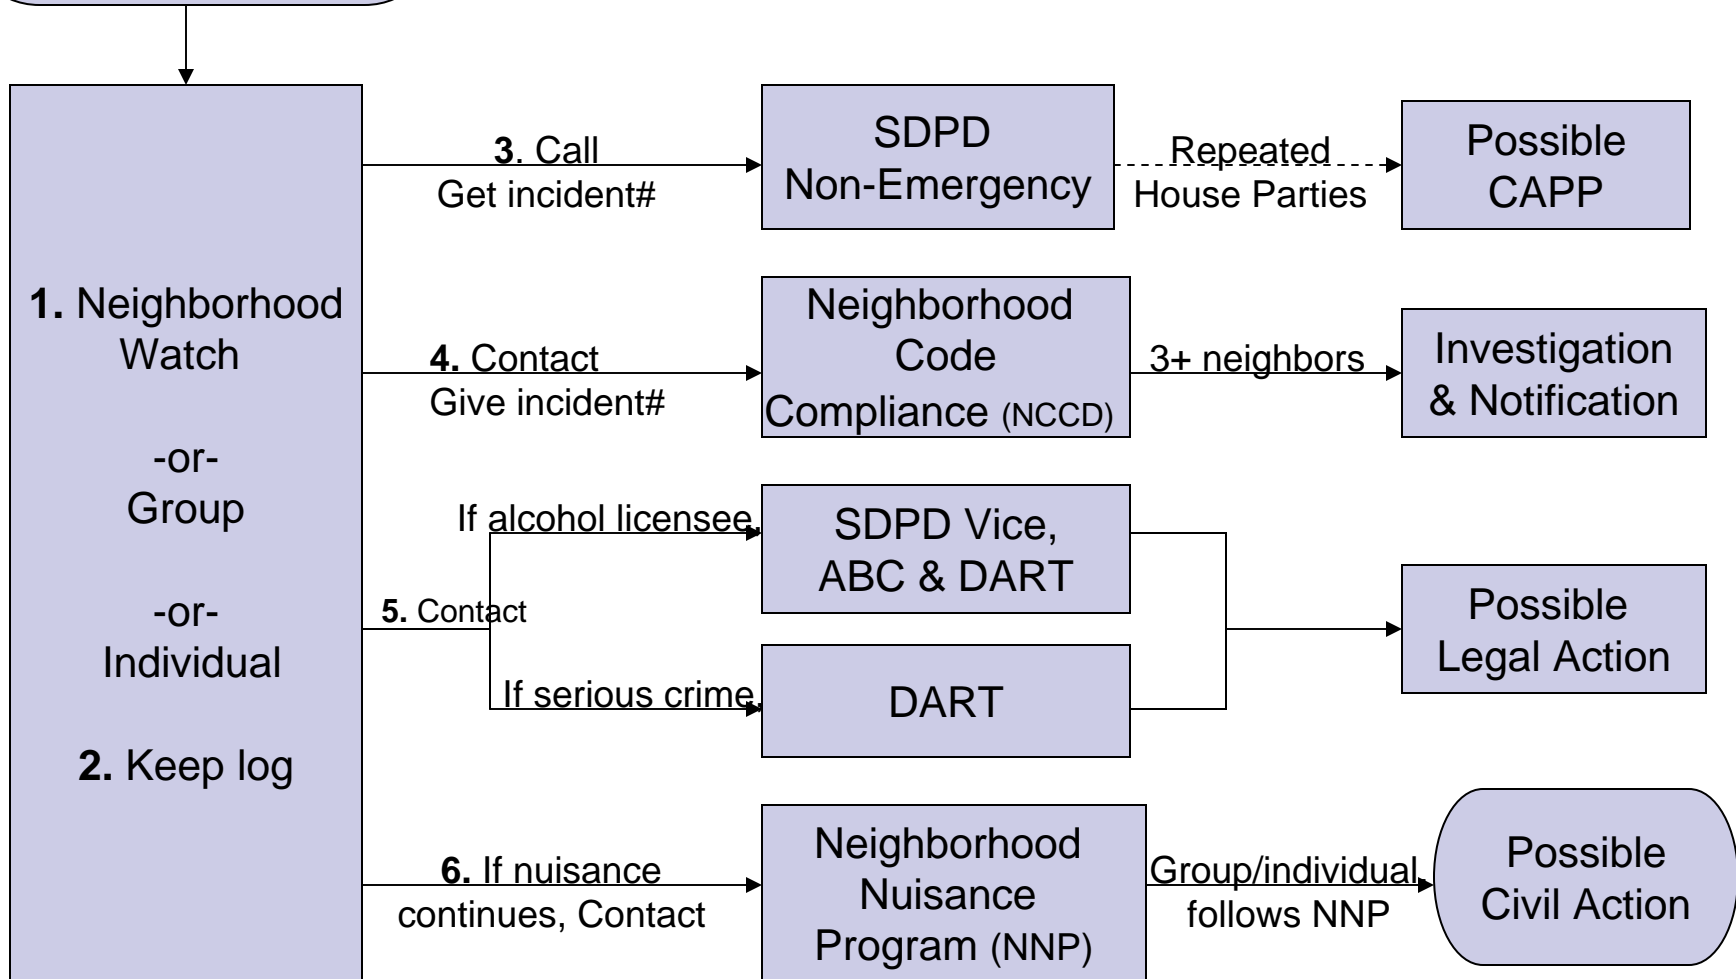 1. Neighborhood
Watch
-or-
Group
-or-
Individual
2. Keep log
3. Call
Get incident#
SDPD
Non-Emergency
Repeated
House Parties
Possible
CAPP
4. Contact
Give incident#
Neighborhood
Code
Compliance (NCCD)
3+ neighbors
Investigation
& Notification
5. Contact
If alcohol licensee,
SDPD Vice,
ABC & DART
If serious crime,
DART
Possible
Legal Action
6. If nuisance
continues, Contact
Neighborhood
Nuisance
Program (NNP)
Group/individual
follows NNP
Possible
Civil Action